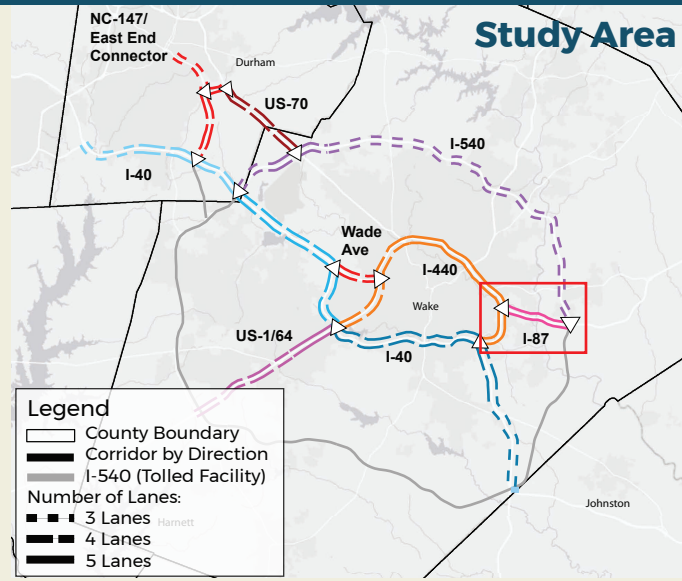 Study Area
NC-147/
East End
Connector
Durham
US-70
I-540
I-40
Wade
Ave
I-440
Wake
US-1/64
I-40
I-87
Legend
County Boundary
Corridor by Direction
I-540 (Tolled Facility)
Number of Lanes:
3 Lanes
Harnett
4 Lanes
5 Lanes
Johnston